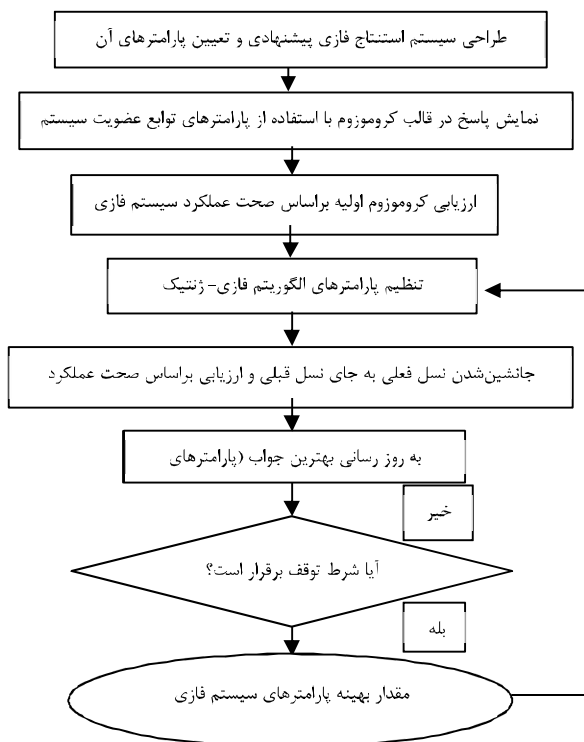 طراحی سیستم استنتاج فازی پیشنهادی و تعیین پارامترهای آن
نمایش پاسخ در قالب کروموزوم با استفاده از پارامترهای توابع عضویت سیستم
ارزیابی کروموزوم اولیه براساس صحت عملکرد سیستم فازی
تنظیم پارامترهای الگوریتم فازی- ژنتیک
جانشین‌شدن نسل فعلی به جای نسل قبلی و ارزیابی براساس صحت عملکرد
به روز رسانی بهترین جواب (پارامترهای
خیر
آیا شرط توقف برقرار است؟
بله
مقدار بهینه پارامترهای سیستم فازی